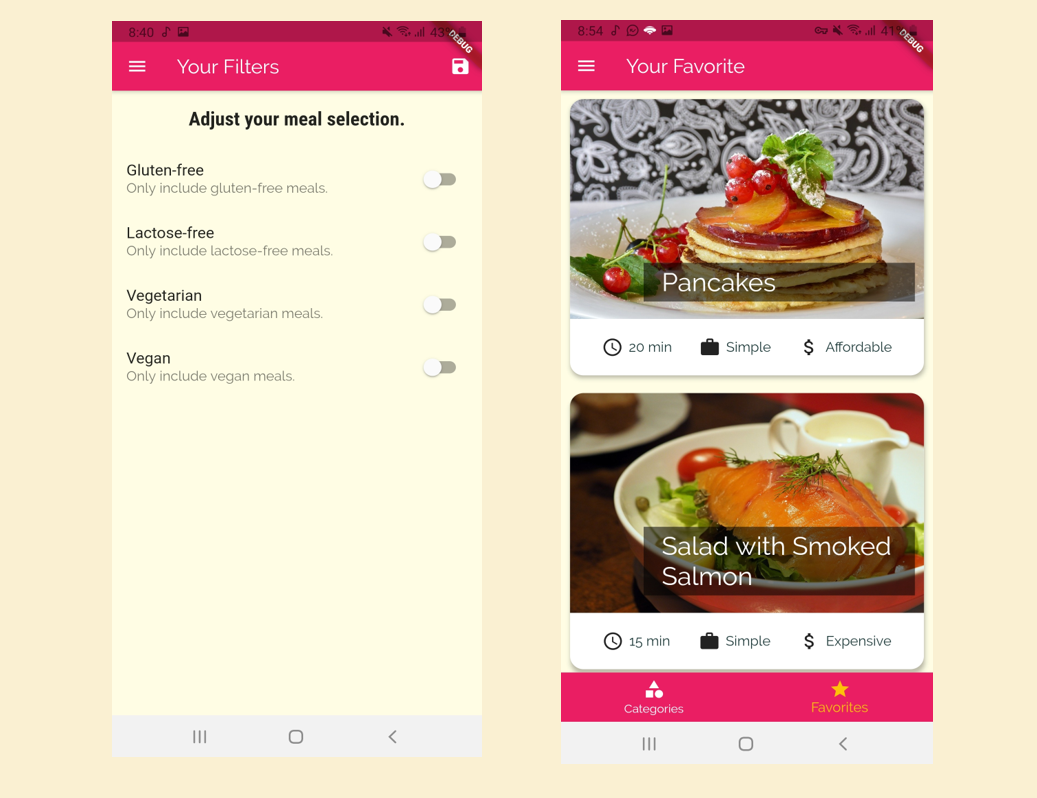 8:40
43%
DEBUG
Your Filters
Adjust your meal selection.
Gluten-free
Only include gluten-free meals.
Lactose-free
Only include lactose-free meals.
Vegetarian
Only include vegetarian meals.
Vegan
Only include vegan meals.
8:54
41%
DEBUG
Your Favorite
Pancakes
20 min Simple $ Affordable
Salad with Smoked
Salmon
15 min Simple $ Expensive
Categories Favorites